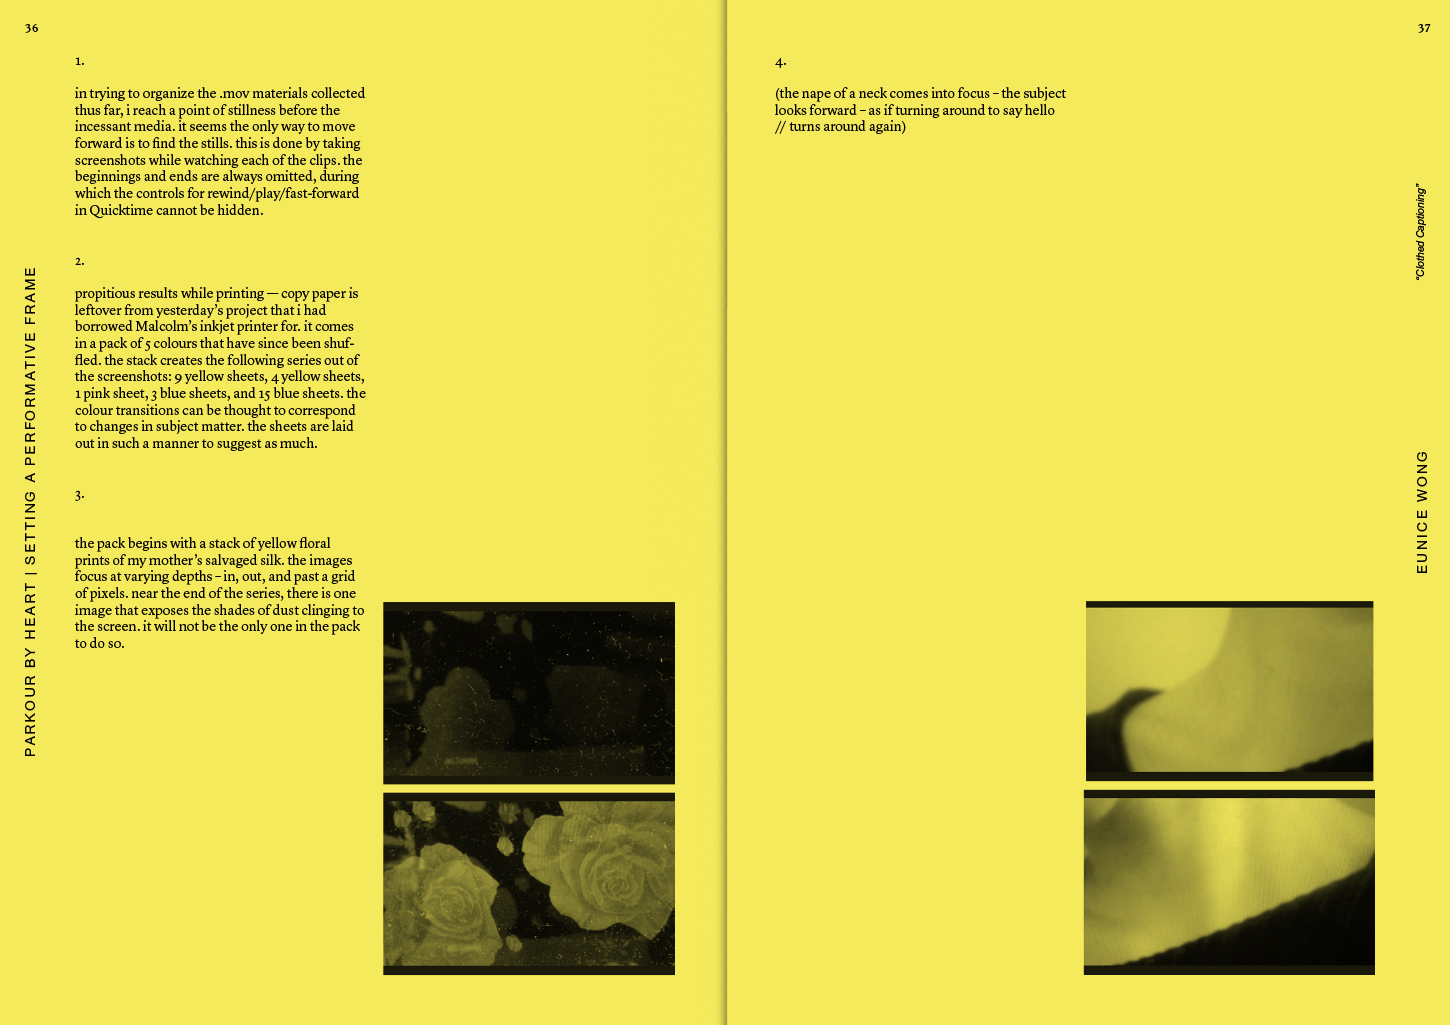 36
PARKOUR BY HEART | SETTING A PERFORMATIVE FRAME
1.
in trying to organize the .mov materials collected
thus far, i reach a point of stillness before the
incessant media. it seems the only way to move
forward is to find the stills. this is done by taking
screenshots while watching each of the clips. the
beginnings and ends are always omitted, during
which the controls for rewind/play/fast-forward
in Quicktime cannot be hidden.
2.
propitious results while printing — copy paper is
leftover from yesterday’s project that i had
borrowed Malcolm’s inkjet printer for. it comes
in a pack of 5 colours that have since been shuf-
fled. the stack creates the following series out of
the screenshots: 9 yellow sheets, 4 yellow sheets,
1 pink sheet, 3 blue sheets, and 15 blue sheets. the
colour transitions can be thought to correspond
to changes in subject matter. the sheets are laid
out in such a manner to suggest as much.
3.
the pack begins with a stack of yellow floral
prints of my mother’s salvaged silk. the images
focus at varying depths – in, out, and past a grid
of pixels. near the end of the series, there is one
image that exposes the shades of dust clinging to
the screen. it will not be the only one in the pack
to do so.
37
4.
(the nape of a neck comes into focus – the subject
looks forward – as if turning around to say hello
// turns around again)
"Clothed Captioning"
EUNICE WONG